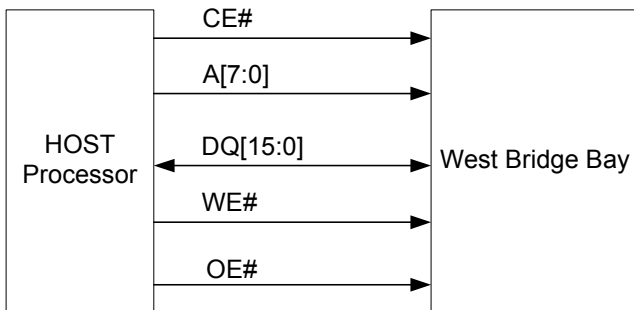 CE#
A[7:0]
HOST
Processor
DQ[15:0]
West Bridge Bay
WE#
OE#